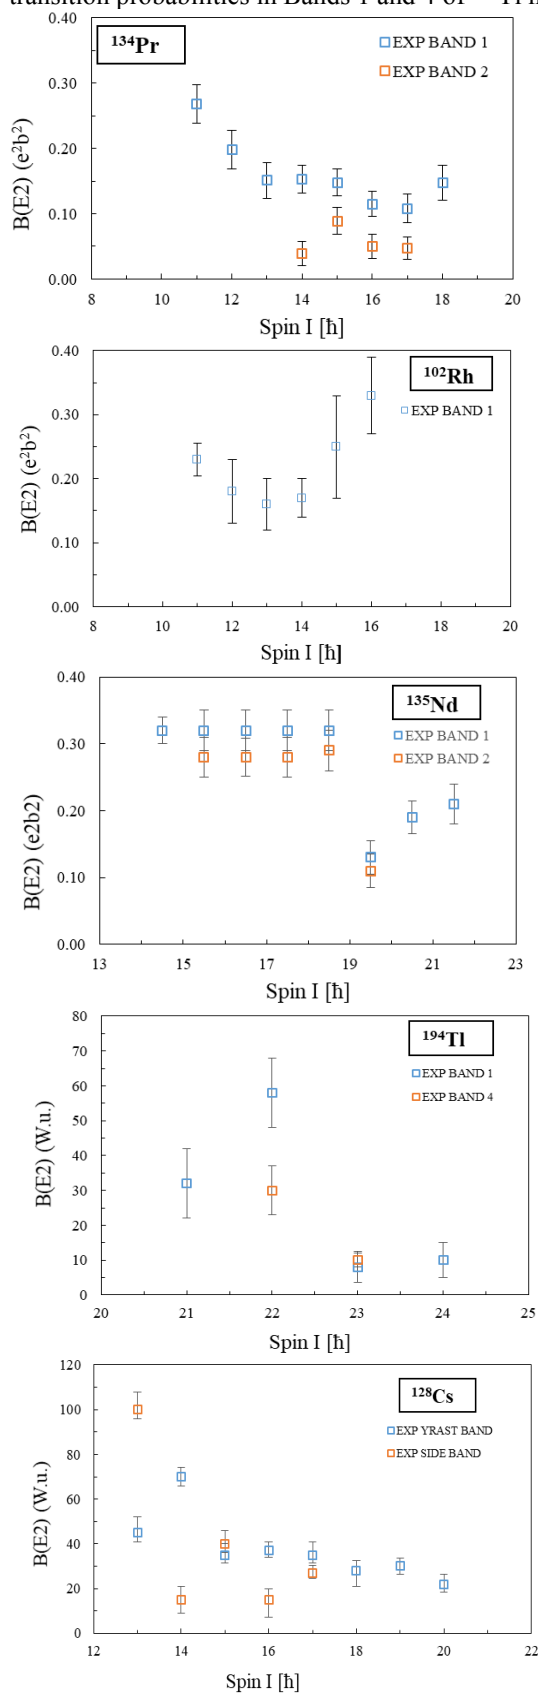 transition probabilities in Bands 1 and 4 of
0.40
134Pr
EXP BAND 1
EXP BAND 2
0.30
0.20
0.10
0.00
B(E2) (e²b²)
8 10 12 14 16 18 20
Spin I [ħ]
0.40
102Rh
EXP BAND 1
0.30
0.20
0.10
0.00
B(E2) (e²b²)
8 10 12 14 16 18 20
Spin I [ħ]
0.40
135Nd
EXP BAND 1
EXP BAND 2
0.30
0.20
0.10
0.00
B(E2) (e2b2)
13 15 17 19 21 23
Spin I [ħ]
80
194Tl
EXP BAND 1
EXP BAND 4
70
60
50
40
30
20
10
0
B(E2) (W.u.)
20 21 22 23 24 25
Spin I [ħ]
120
128Cs
EXP YRAST BAND
EXP SIDE BAND
100
80
60
40
20
0
B(E2) (W.u.)
12 14 16 18 20 22
Spin I [ħ]